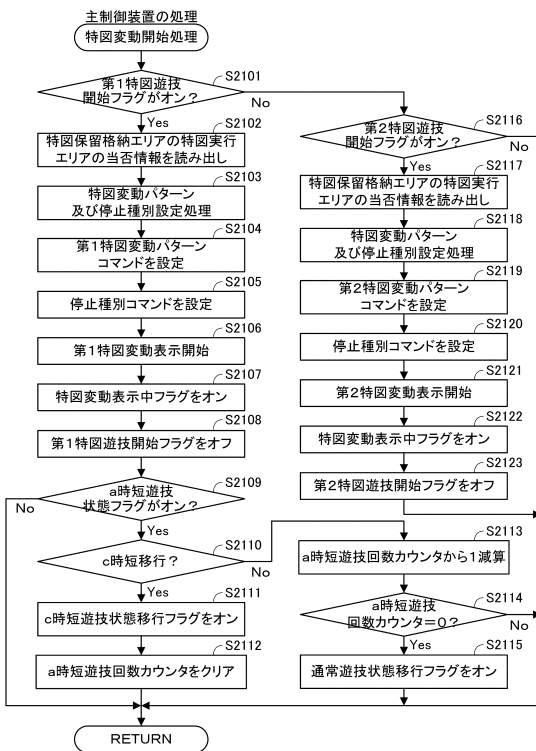 主制御装置の処理
特図変動開始処理
第1特図遊技
開始フラグがオン?
S2101
Yes
No
S2102
特図保留格納エリアの特図実行
エリアの当否情報を読み出し
S2103
特図変動パターン
及び停止種別設定処理
S2104
第1特図変動パターン
コマンドを設定
S2105
停止種別コマンドを設定
S2106
第1特図変動表示開始
S2107
特図変動表示中フラグをオン
S2108
第1特図遊技開始フラグをオフ
S2109
a時短遊技
状態フラグがオン?
No
Yes
S2110
c時短移行?
Yes
No
S2111
c時短遊技状態移行フラグをオン
S2112
a時短遊技回数カウンタをクリア
RETURN
S2116
第2特図遊技
開始フラグがオン?
No
Yes
S2117
特図保留格納エリアの特図実行
エリアの当否情報を読み出し
S2118
特図変動パターン
及び停止種別設定処理
S2119
第2特図変動パターン
コマンドを設定
S2120
停止種別コマンドを設定
S2121
第2特図変動表示開始
S2122
特図変動表示中フラグをオン
S2123
第2特図遊技開始フラグをオフ
S2113
a時短遊技回数カウンタから1減算
S2114
a時短遊技
回数カウンタ=0?
No
Yes
S2115
通常遊技状態移行フラグをオン